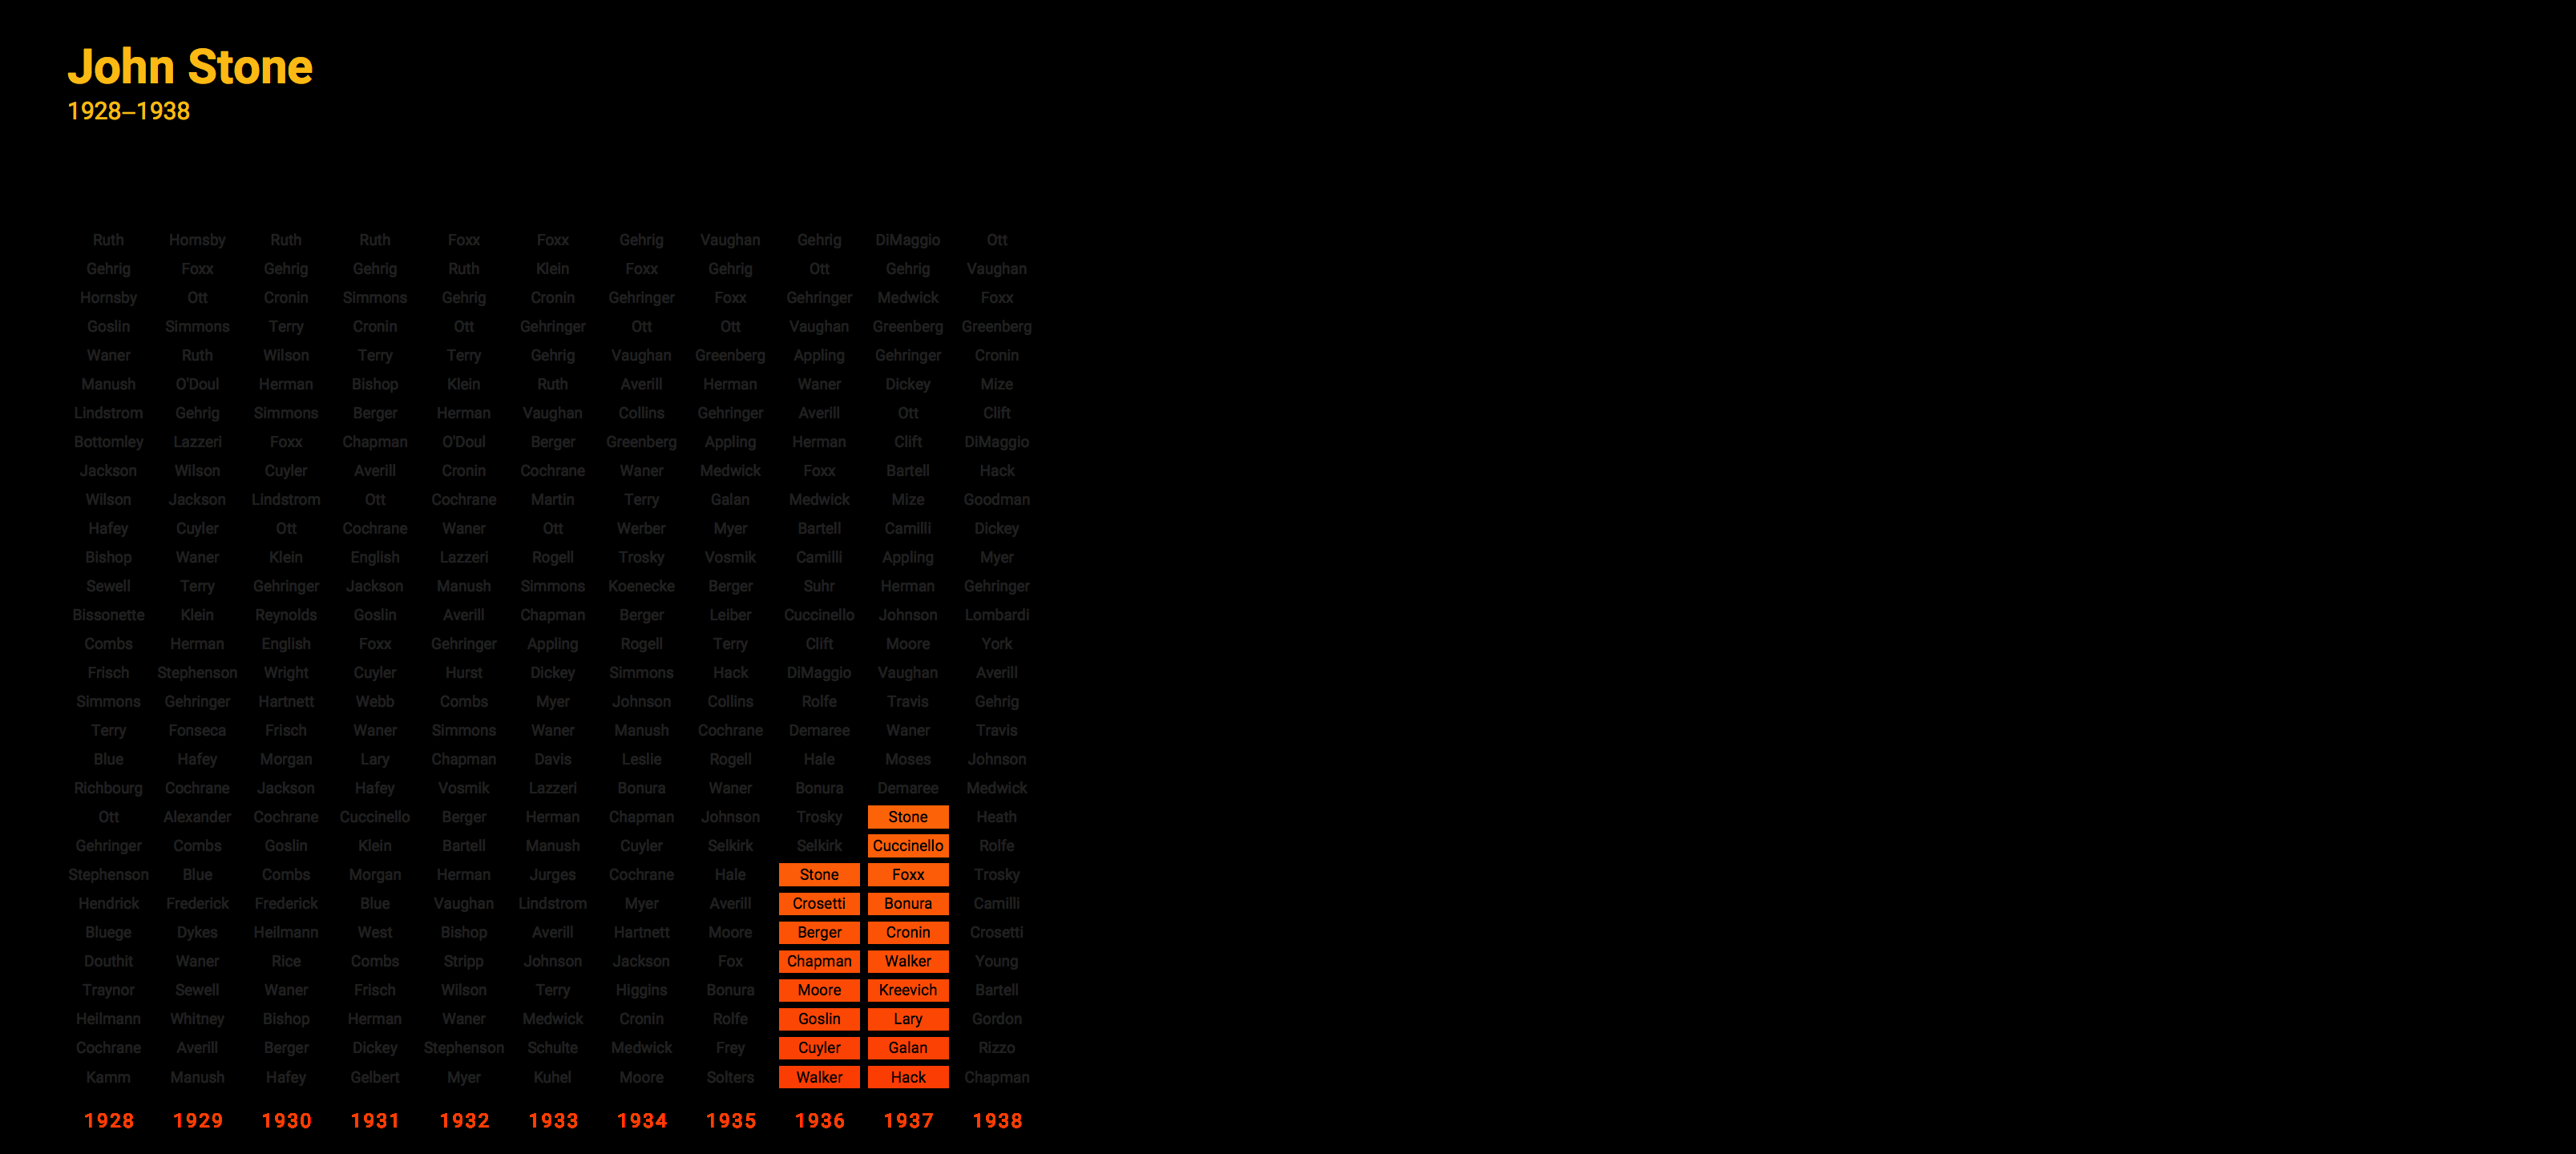 John Stone
1928–1938
Ruth Hornsby Ruth Ruth Foxx Foxx Gehrig Vaughan Gehrig DiMaggio Ott
Gehrig Foxx Gehrig Gehrig Ruth Klein Foxx Gehrig Ott Gehrig Vaughan
Hornsby Ott Cronin Simmons Gehrig Cronin Gehringer Foxx Gehringer Medwick Foxx
Goslin Simmons Terry Cronin Ott Gehringer Ott Ott Vaughan Greenberg Greenberg
Waner Ruth Wilson Terry Terry Gehrig Vaughan Greenberg Appling Gehringer Cronin
Manush O'Doul Herman Bishop Klein Ruth Averill Herman Waner Dickey Mize
Lindstrom Gehrig Simmons Berger Herman Vaughan Collins Gehringer Averill Ott Clift
Bottomley Lazzeri Foxx Chapman O'Doul Berger Greenberg Appling Herman Clift DiMaggio
Jackson Wilson Cuyler Averill Cronin Cochrane Waner Medwick Foxx Bartell Hack
Wilson Jackson Lindstrom Ott Cochrane Martin Terry Galan Medwick Mize Goodman
Hafey Cuyler Ott Cochrane Waner Ott Werber Myer Bartell Camilli Dickey
Bishop Waner Klein English Lazzeri Rogell Trosky Vosmik Camilli Appling Myer
Sewell Terry Gehringer Jackson Manush Simmons Koenecke Berger Suhr Herman Gehringer
Bissonette Klein Reynolds Goslin Averill Chapman Berger Leiber Cuccinello Johnson Lombardi
Combs Herman English Foxx Gehringer Appling Rogell Terry Clift Moore York
Frisch Stephenson Wright Cuyler Hurst Dickey Simmons Hack DiMaggio Vaughan Averill
Simmons Gehringer Hartnett Webb Combs Myer Johnson Collins Rolfe Travis Gehrig
Terry Fonseca Frisch Waner Simmons Waner Manush Cochrane Demaree Waner Travis
Blue Hafey Morgan Lary Chapman Davis Leslie Rogell Hale Moses Johnson
Richbourg Cochrane Jackson Hafey Vosmik Lazzeri Bonura Waner Bonura Demaree Medwick
Ott Alexander Cochrane Cuccinello Berger Herman Chapman Johnson Trosky Stone Heath
Gehringer Combs Goslin Klein Bartell Manush Cuyler Selkirk Selkirk Cuccinello Rolfe
Stephenson Blue Combs Morgan Herman Jurges Cochrane Hale Stone Foxx Trosky
Hendrick Frederick Frederick Blue Vaughan Lindstrom Myer Averill Crosetti Bonura Camilli
Bluege Dykes Heilmann West Bishop Averill Hartnett Moore Berger Cronin Crosetti
Douthit Waner Rice Combs Stripp Johnson Jackson Fox Chapman Walker Young
Traynor Sewell Waner Frisch Wilson Terry Higgins Bonura Moore Kreevich Bartell
Heilmann Whitney Bishop Herman Waner Medwick Cronin Rolfe Goslin Lary Gordon
Cochrane Averill Berger Dickey Stephenson Schulte Medwick Frey Cuyler Galan Rizzo
Kamm Manush Hafey Gelbert Myer Kuhel Moore Solters Walker Hack Chapman
1928 1929 1930 1931 1932 1933 1934 1935 1936 1937 1938